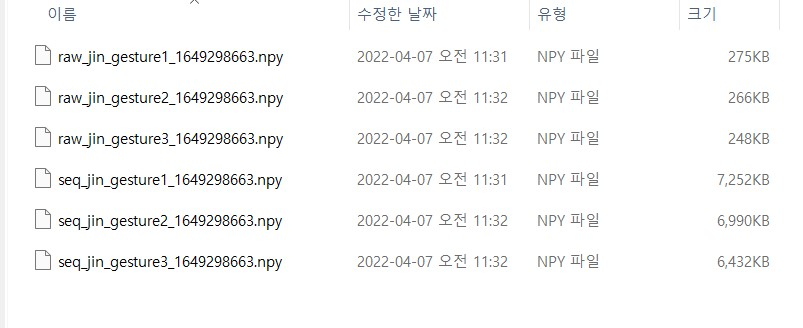 이름 수정한 날짜 유형 크기
raw_jin_gesture1_1649298663.npy 2022-04-07 오전 11:31 NPY 파일 275KB
raw_jin_gesture2_1649298663.npy 2022-04-07 오전 11:32 NPY 파일 266KB
raw_jin_gesture3_1649298663.npy 2022-04-07 오전 11:32 NPY 파일 248KB
seq_jin_gesture1_1649298663.npy 2022-04-07 오전 11:31 NPY 파일 7,252KB
seq_jin_gesture2_1649298663.npy 2022-04-07 오전 11:32 NPY 파일 6,990KB
seq_jin_gesture3_1649298663.npy 2022-04-07 오전 11:32 NPY 파일 6,432KB